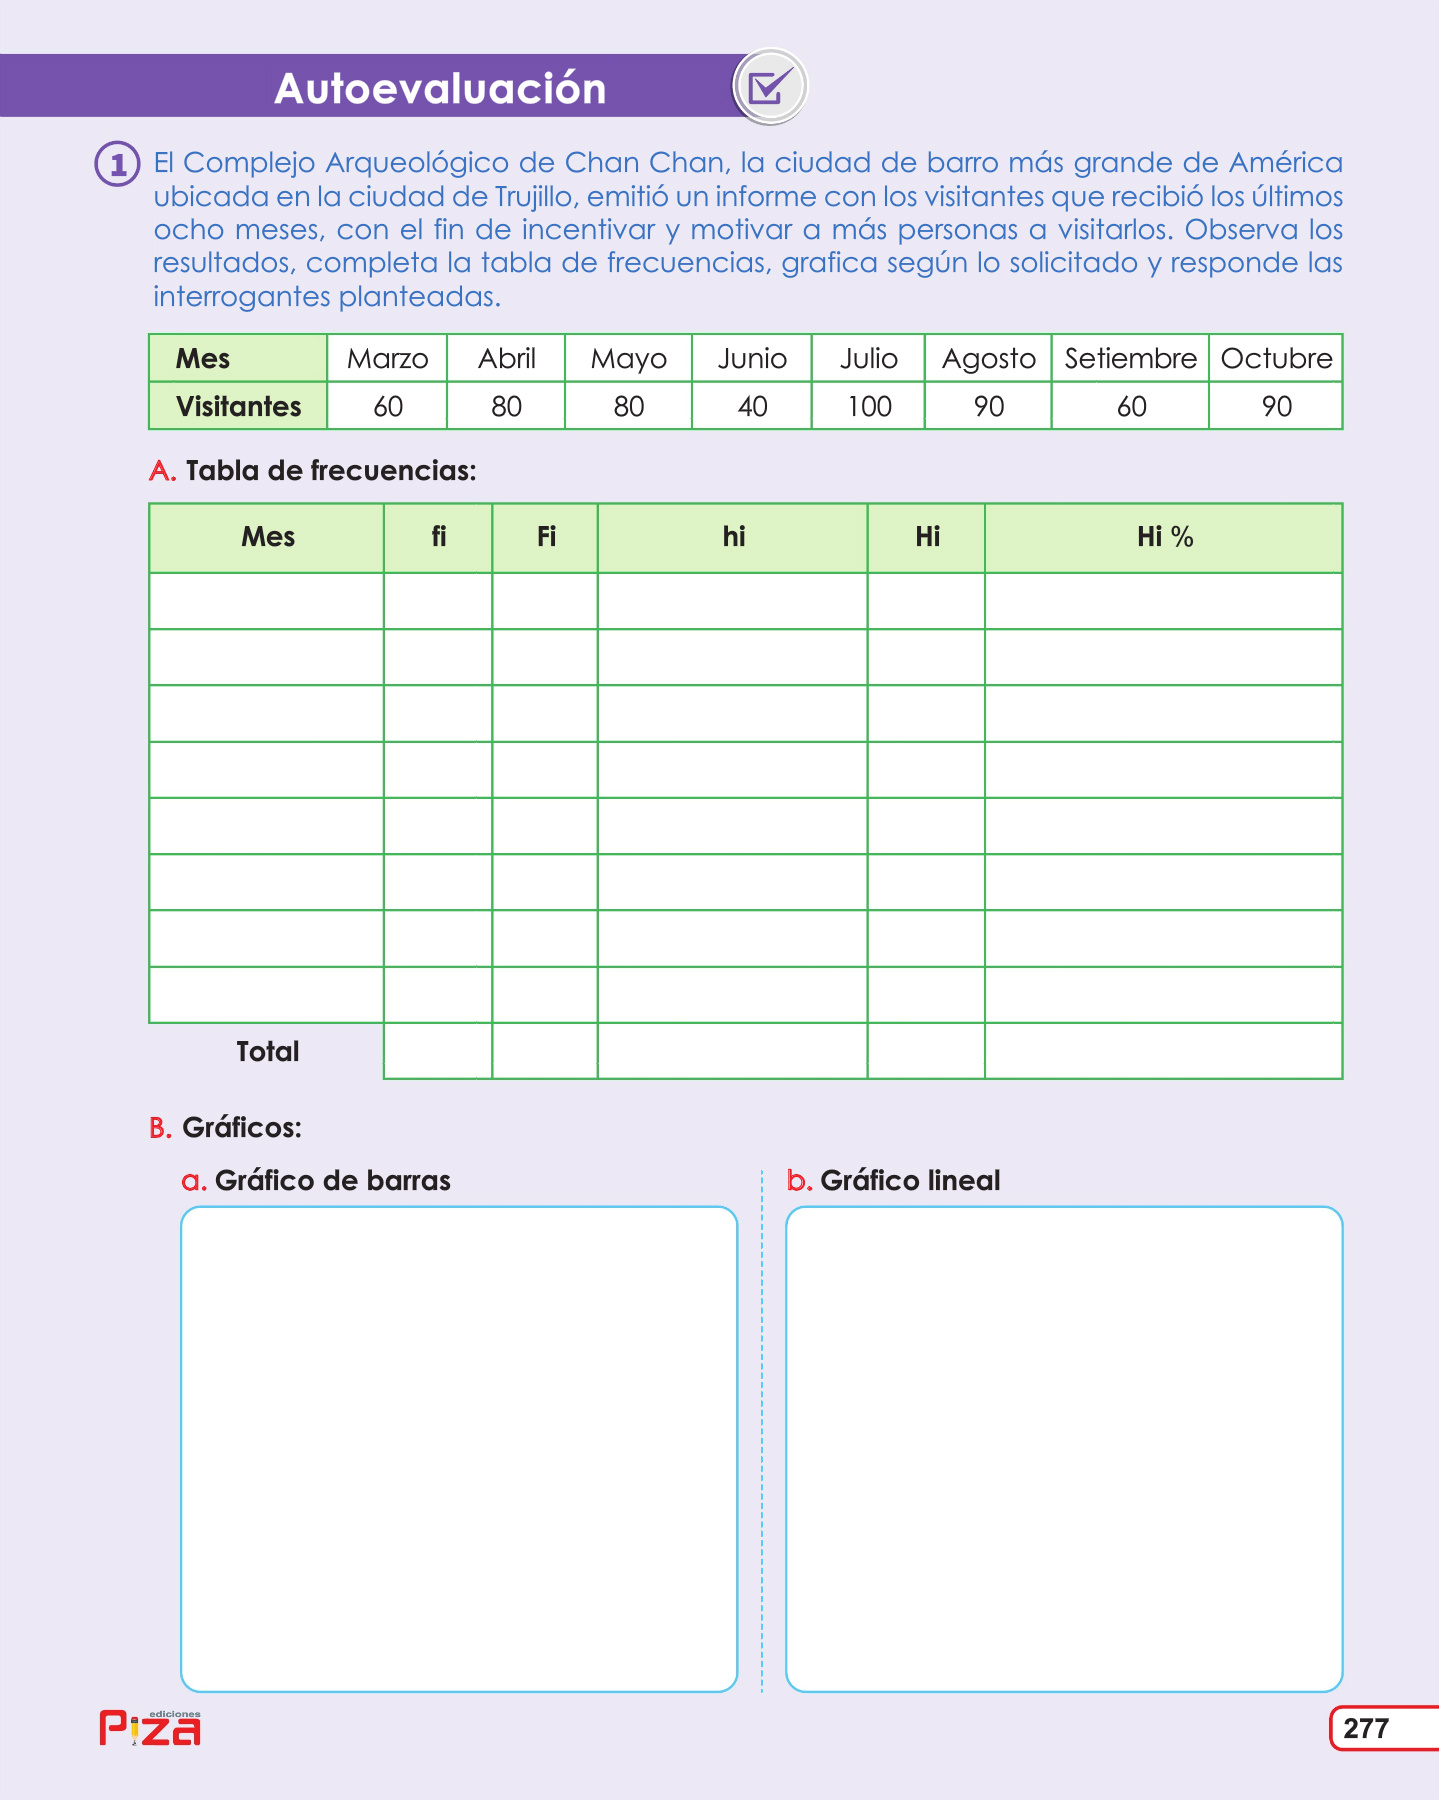 Autoevaluación
1 El Complejo Arqueológico de Chan Chan, la ciudad de barro más grande de América
ubicada en la ciudad de Trujillo, emitió un informe con los visitantes que recibió los últimos
ocho meses, con el fin de incentivar y motivar a más personas a visitarlos. Observa los
resultados, completa la tabla de frecuencias, grafica según lo solicitado y responde las
interrogantes planteadas.
Mes Marzo Abril Mayo Junio Julio Agosto Setiembre Octubre
Visitantes 60 80 80 40 100 90 60 90
A. Tabla de frecuencias:
Mes fi Fi hi Hi Hi %
Total
B. Gráficos:
a. Gráfico de barras b. Gráfico lineal
ediciones
Piza
277